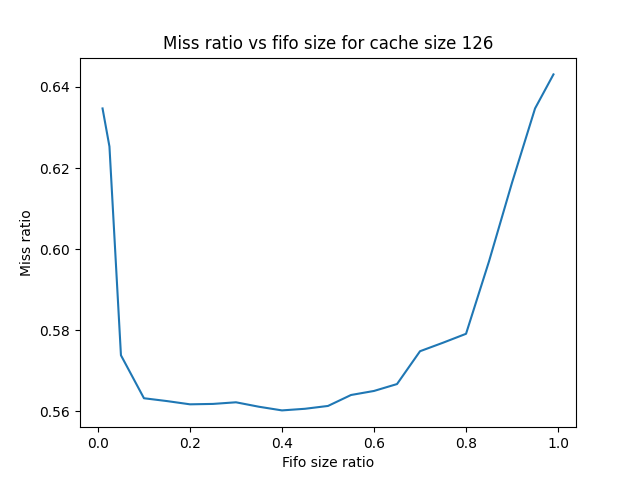 Miss ratio vs fifo size for cache size 126
0.64
0.62
0.60
0.58
0.56
Miss ratio
0.0 0.2 0.4 0.6 0.8 1.0
Fifo size ratio